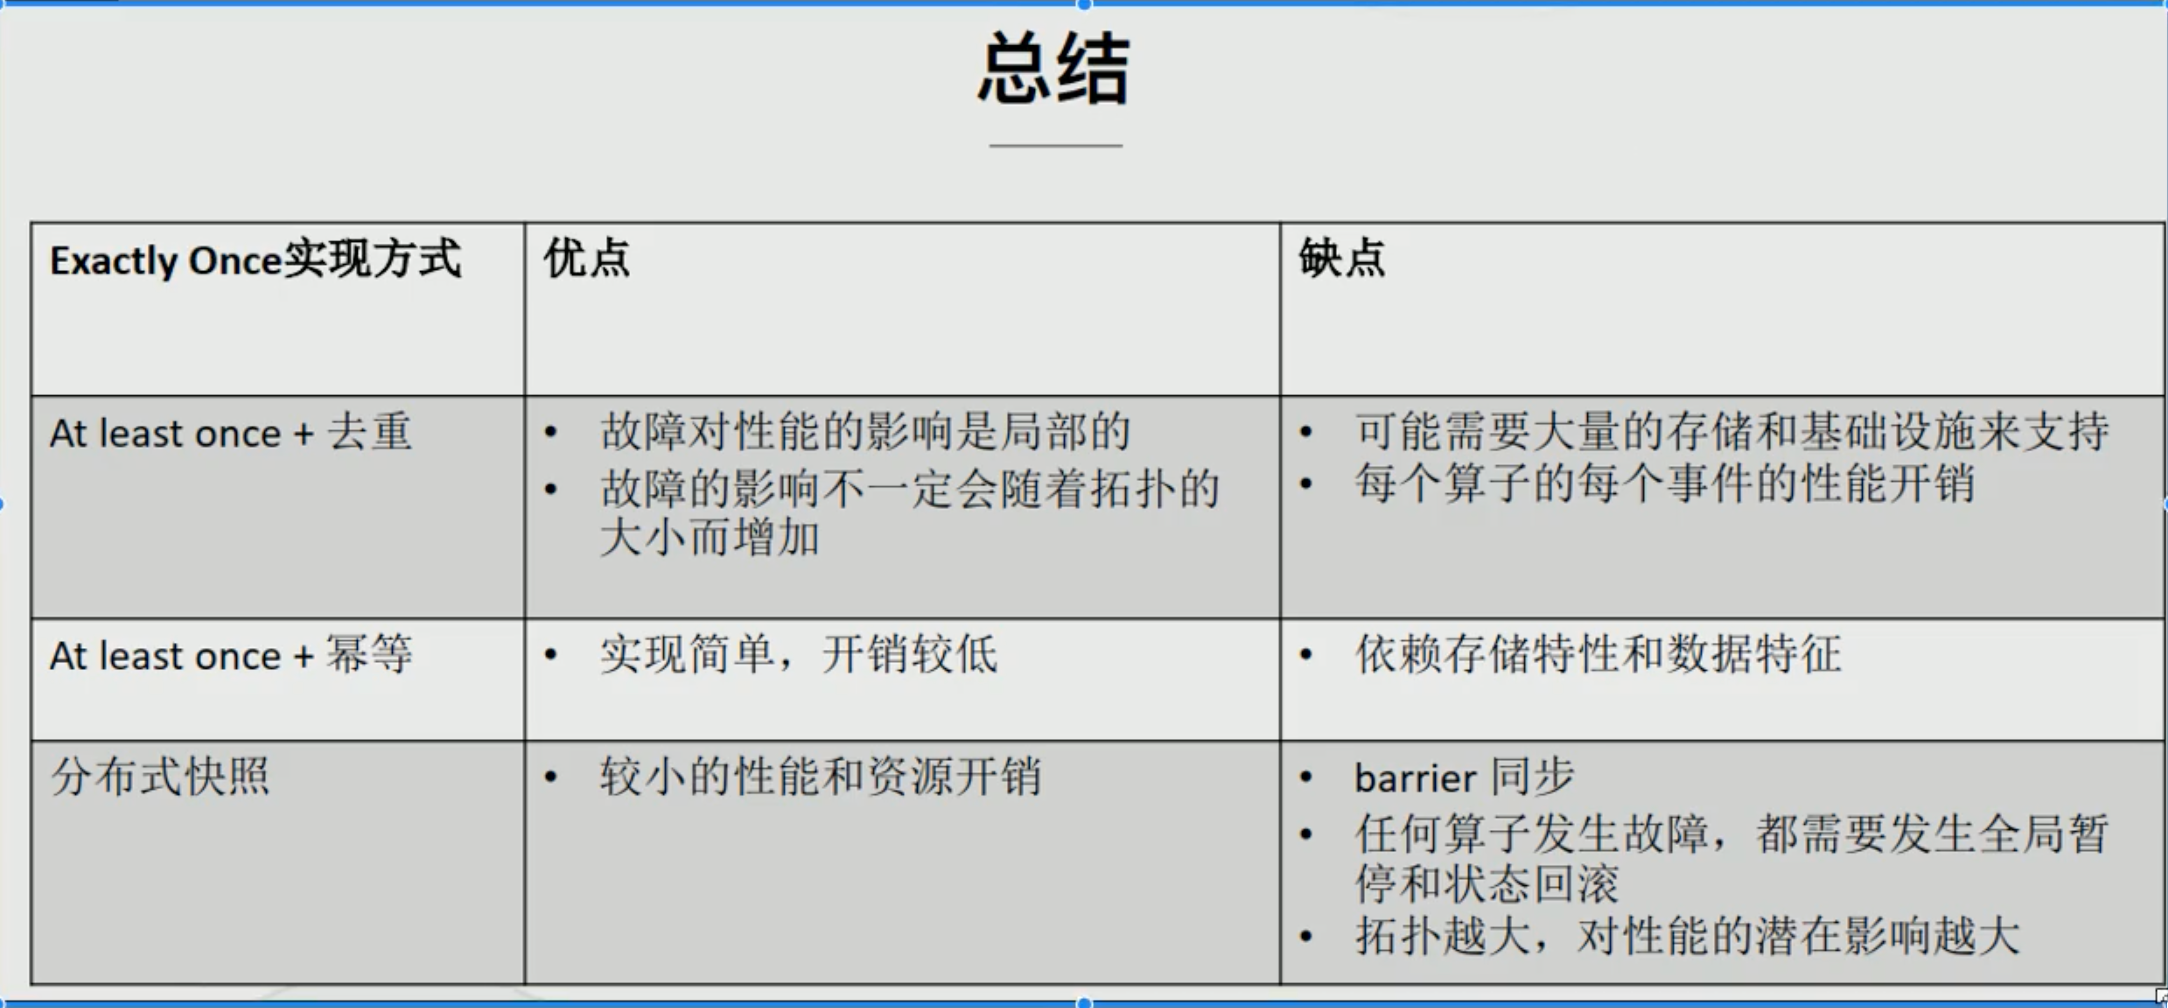 总结
Exactly Once实现方式
优点
缺点
At least once + 去重
• 故障对性能的影响是局部的
• 故障的影响不一定会随着拓扑的
大小而增加
• 可能需要大量的存储和基础设施来支持
• 每个算子的每个事件的性能开销
At least once + 幂等
• 实现简单，开销较低
• 依赖存储特性和数据特征
分布式快照
• 较小的性能和资源开销
• barrier 同步
• 任何算子发生故障，都需要发生全局暂
停和状态回滚
• 拓扑越大，对性能的潜在影响越大